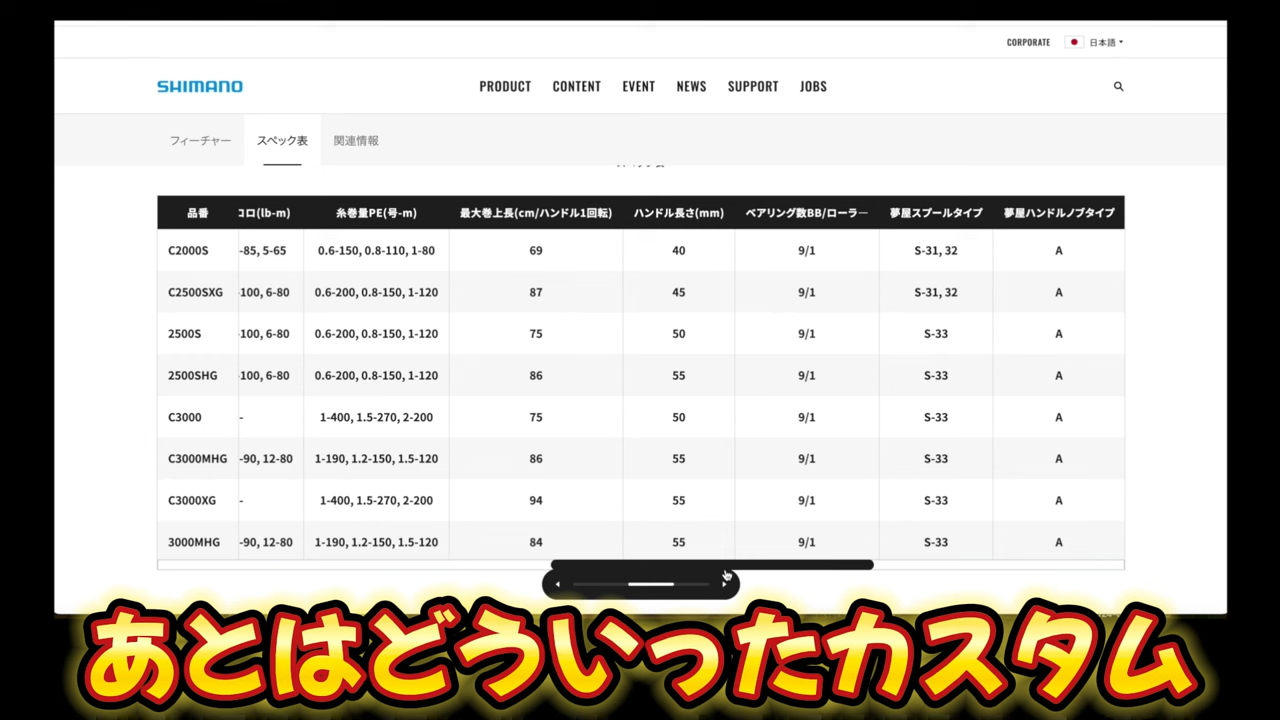 CORPORATE 日本語
SHIMANO PRODUCT CONTENT EVENT NEWS SUPPORT JOBS
フィーチャー スペック表 関連情報
品番 コロ(lb-m) 糸巻量PE(号-m) 最大巻上長(cm/ハンドル1回転) ハンドル長さ(mm) ベアリング数BB/ローラー 夢屋スプールタイプ 夢屋ハンドルノブタイプ
C2000S -85, 5-65 0.6-150, 0.8-110, 1-80 69 40 9/1 S-31, 32 A
C2500SXG -100, 6-80 0.6-200, 0.8-150, 1-120 87 45 9/1 S-31, 32 A
2500S -100, 6-80 0.6-200, 0.8-150, 1-120 75 50 9/1 S-33 A
2500SHG -100, 6-80 0.6-200, 0.8-150, 1-120 86 55 9/1 S-33 A
C3000 - 1-400, 1.5-270, 2-200 75 50 9/1 S-33 A
C3000MHG -90, 12-80 1-190, 1.2-150, 1.5-120 86 55 9/1 S-33 A
C3000XG - 1-400, 1.5-270, 2-200 94 55 9/1 S-33 A
3000MHG -90, 12-80 1-190, 1.2-150, 1.5-120 84 55 9/1 S-33 A
あとはどういったカスタム